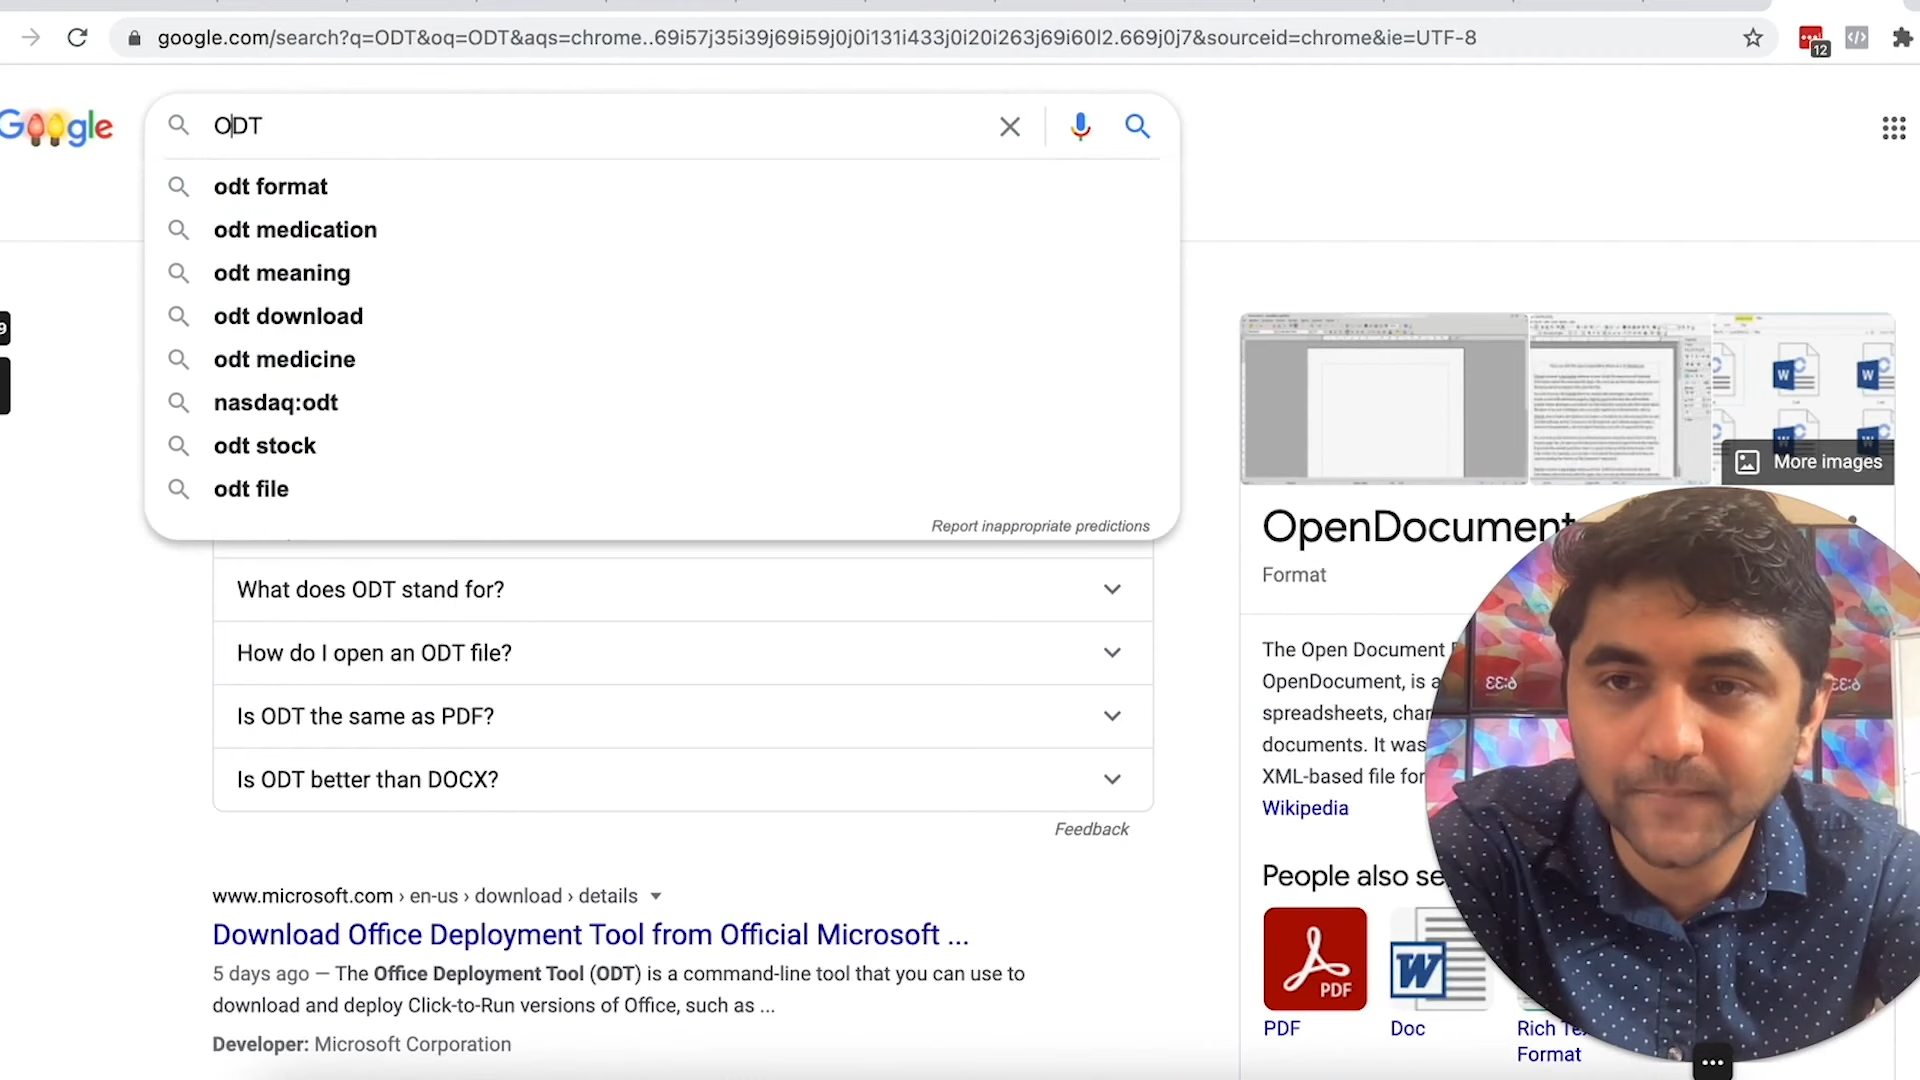 google.com/search?q=ODT&oq=ODT&aqs=chrome..69i57j35i39j69i59j0j0i131i433j0i20i263j69i60l2.669j0j7&sourceid=chrome&ie=UTF-8
12
Google
ODT
odt format
odt medication
odt meaning
odt download
odt medicine
nasdaq:odt
odt stock
odt file
Report inappropriate predictions
9
What does ODT stand for?
How do I open an ODT file?
Is ODT the same as PDF?
Is ODT better than DOCX?
Feedback
www.microsoft.com › en-us › download › details
Download Office Deployment Tool from Official Microsoft ...
5 days ago — The Office Deployment Tool (ODT) is a command-line tool that you can use to
download and deploy Click-to-Run versions of Office, such as ...
Developer: Microsoft Corporation
More images
OpenDocument
Format
The Open Document
OpenDocument, is a
spreadsheets, char
documents. It was
XML-based file for
Wikipedia
People also se
PDF
W
PDF
Doc
Rich Te
Format